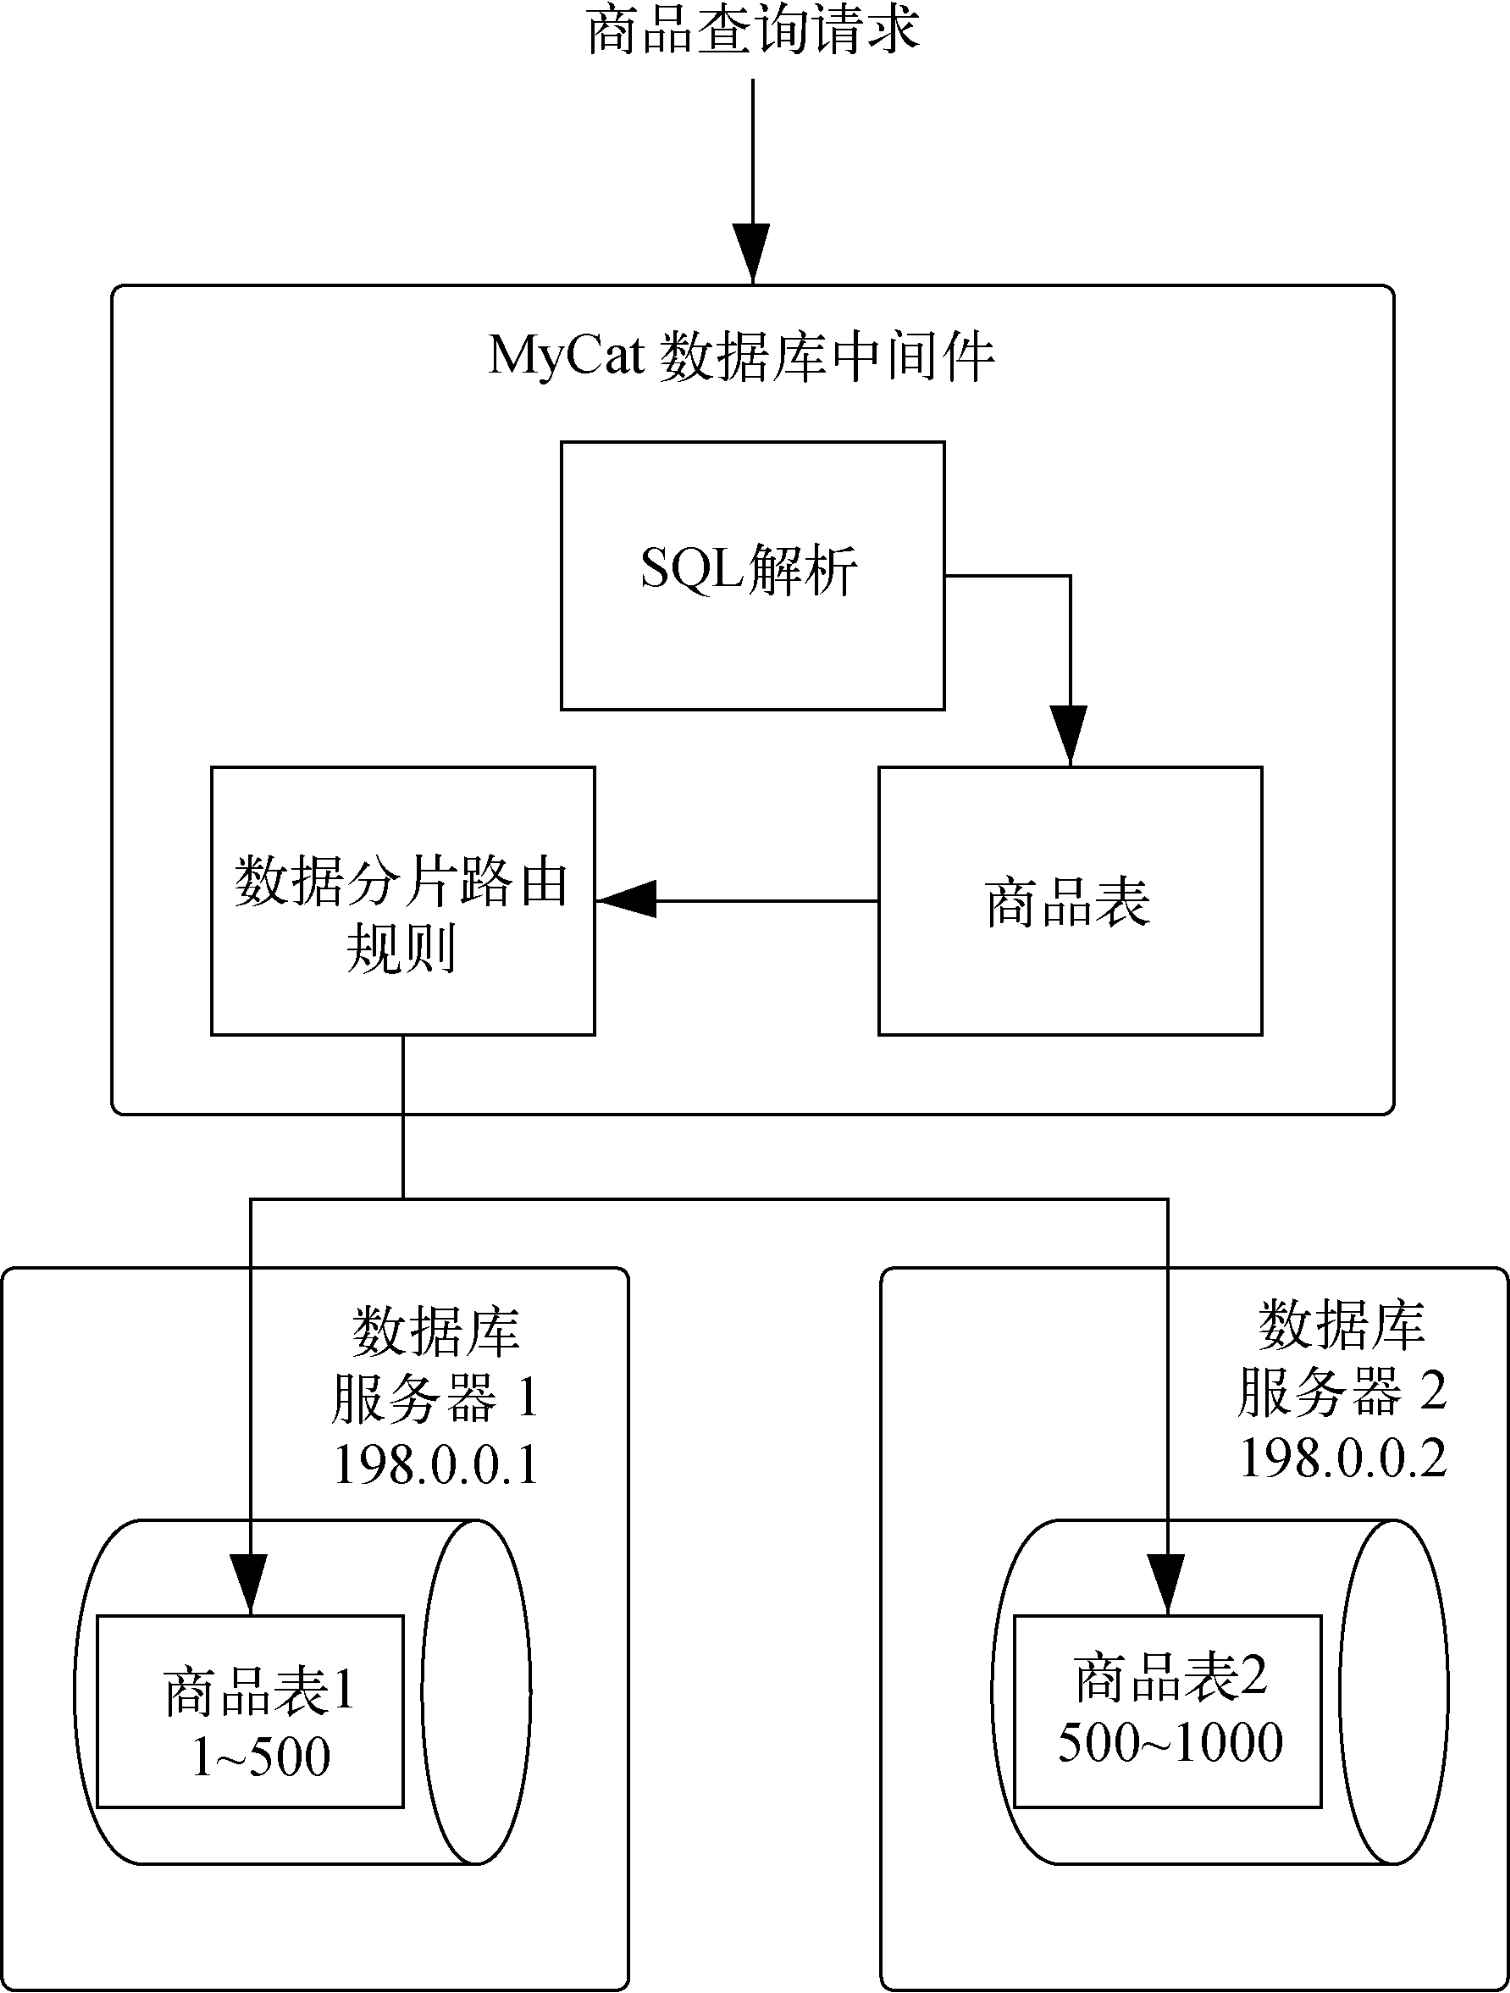 商品查询请求
MyCat 数据库中间件
SQL解析
数据分片路由
规则
商品表
数据库
服务器 1
198.0.0.1
商品表1
1~500
数据库
服务器 2
198.0.0.2
商品表2
500~1000